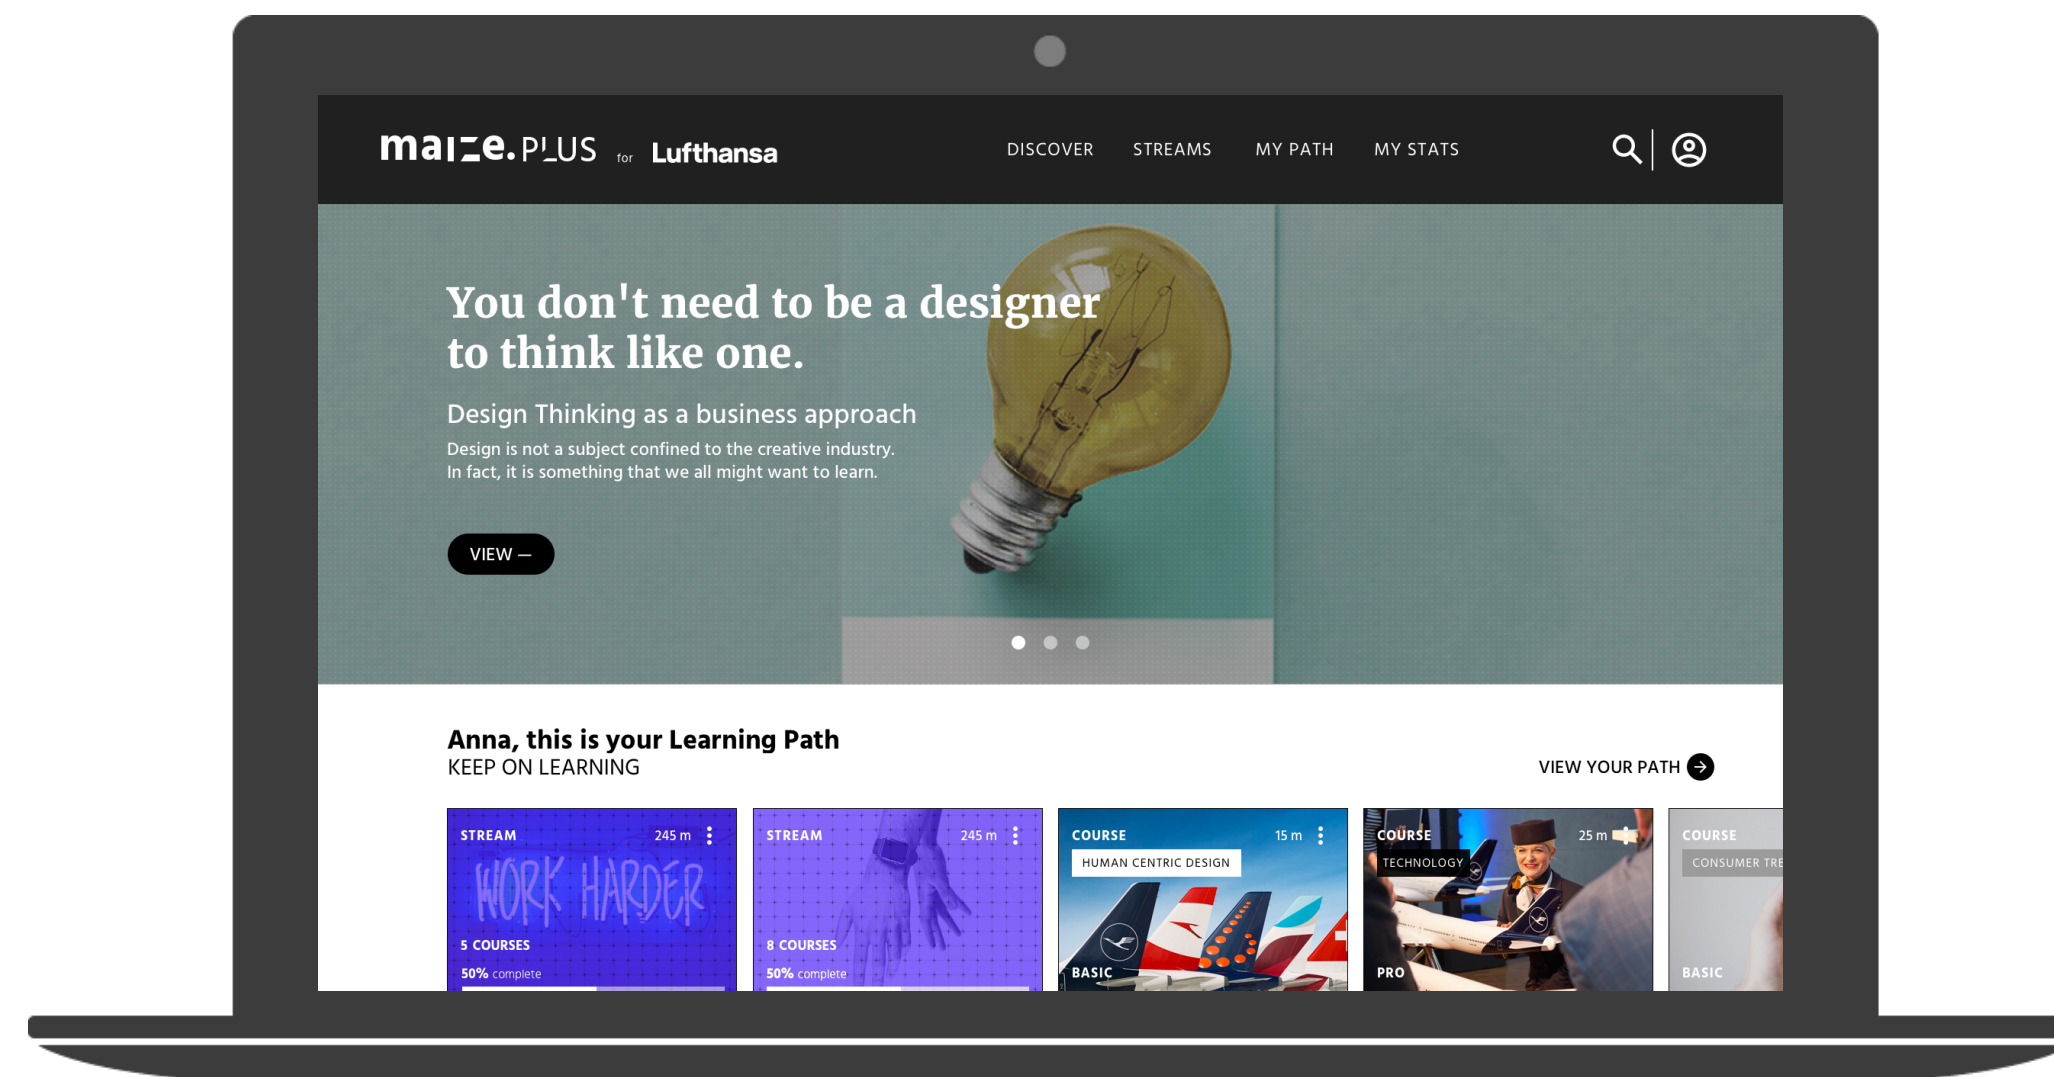 maize.PLUS for Lufthansa
DISCOVER STREAMS MY PATH MY STATS
You don't need to be a designer
to think like one.
Design Thinking as a business approach
Design is not a subject confined to the creative industry.
In fact, it is something that we all might want to learn.
VIEW —
Anna, this is your Learning Path
KEEP ON LEARNING
VIEW YOUR PATH
STREAM 245 m
WORK HARDER
5 COURSES
50% complete
STREAM 245 m
8 COURSES
50% complete
COURSE 15 m
HUMAN CENTRIC DESIGN
BASIC
COURSE 25 m
TECHNOLOGY
PRO
COURSE
CONSUMER TRE
BASIC